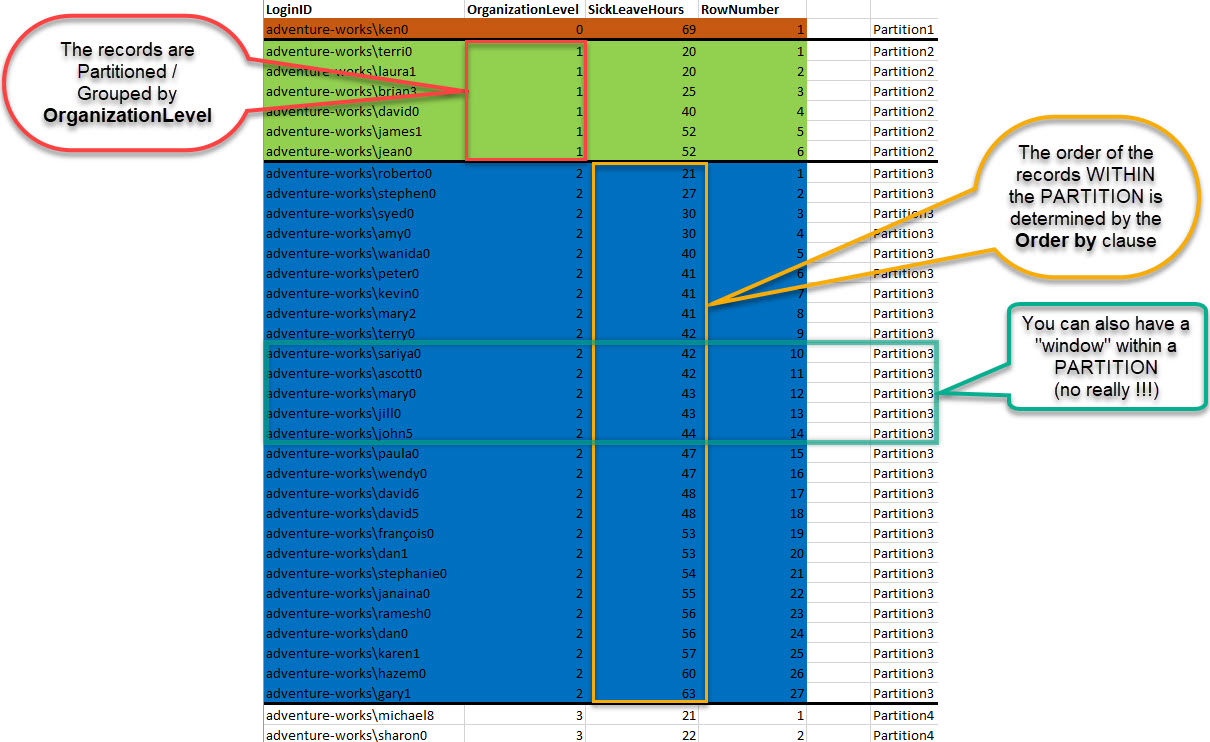 LoginID OrganizationLevel SickLeaveHours RowNumber
adventure-works\ken0 0 69 1 Partition1
adventure-works\terri0 1 20 1 Partition2
adventure-works\laura1 1 20 2 Partition2
adventure-works\brian3 1 25 3 Partition2
adventure-works\david0 1 40 4 Partition2
adventure-works\james1 1 52 5 Partition2
adventure-works\jean0 1 52 6 Partition2
adventure-works\roberto0 2 21 1 Partition3
adventure-works\stephen0 2 27 2 Partition3
adventure-works\syed0 2 30 3 Partition3
adventure-works\amy0 2 30 4 Partition3
adventure-works\wanida0 2 40 5 Partition3
adventure-works\peter0 2 41 6 Partition3
adventure-works\kevin0 2 41 7 Partition3
adventure-works\mary2 2 41 8 Partition3
adventure-works\terry0 2 42 9 Partition3
adventure-works\sariya0 2 42 10 Partition3
adventure-works\ascott0 2 42 11 Partition3
adventure-works\mary0 2 43 12 Partition3
adventure-works\jill0 2 43 13 Partition3
adventure-works\john5 2 44 14 Partition3
adventure-works\paula0 2 47 15 Partition3
adventure-works\wendy0 2 47 16 Partition3
adventure-works\david6 2 48 17 Partition3
adventure-works\david5 2 48 18 Partition3
adventure-works\françois0 2 53 19 Partition3
adventure-works\dan1 2 53 20 Partition3
adventure-works\stephanie0 2 54 21 Partition3
adventure-works\janaina0 2 55 22 Partition3
adventure-works\ramesh0 2 56 23 Partition3
adventure-works\dan0 2 56 24 Partition3
adventure-works\karen1 2 57 25 Partition3
adventure-works\hazem0 2 60 26 Partition3
adventure-works\gary1 2 63 27 Partition3
adventure-works\michael8 3 21 1 Partition4
adventure-works\sharon0 3 22 2 Partition4
The records are
Partitioned /
Grouped by
OrganizationLevel
The order of the
records WITHIN
the PARTITION is
determined by the
Order by clause
You can also have a
"window" within a
PARTITION
(no really !!!)